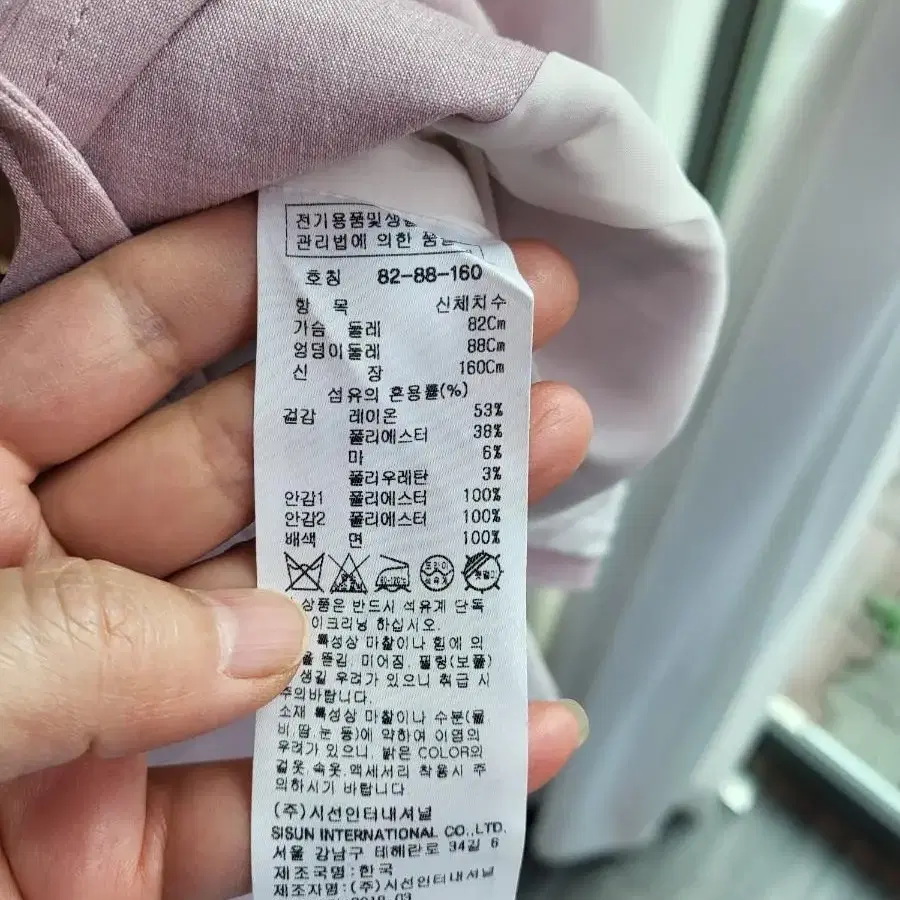 전기용품및생
관리법에 의한 품
호칭 82-88-160
항 목 신체치수
가슴 둘레 82Cm
엉덩이둘레 88Cm
신 장 160Cm
섬유의 혼용률(%)
겉감 레이온 53%
폴리에스터 38%
마 6%
폴리우레탄 3%
안감1 폴리에스터 100%
안감2 폴리에스터 100%
배색 면 100%
상품은 반드시 석유계 단독
이크리닝 하십시오.
특성상 마찰이나 힘에 의
뜯김, 미어짐, 필링(보풀)
생길 우려가 있으니 취급 시
주의바랍니다.
소재 특성상 마찰이나 수분(물,
비,땀,눈 등)에 약하여 이염의
우려가 있으니, 밝은 COLOR의
겉옷,속옷,액세서리 착용시 주
의하시기 바랍니다.
(주)시선인터내셔널
SISUN INTERNATIONAL CO.,LTD.
서울 강남구 테헤란로 34길 6
제조국명:한국
제조자명:(주)시선인터내셔널